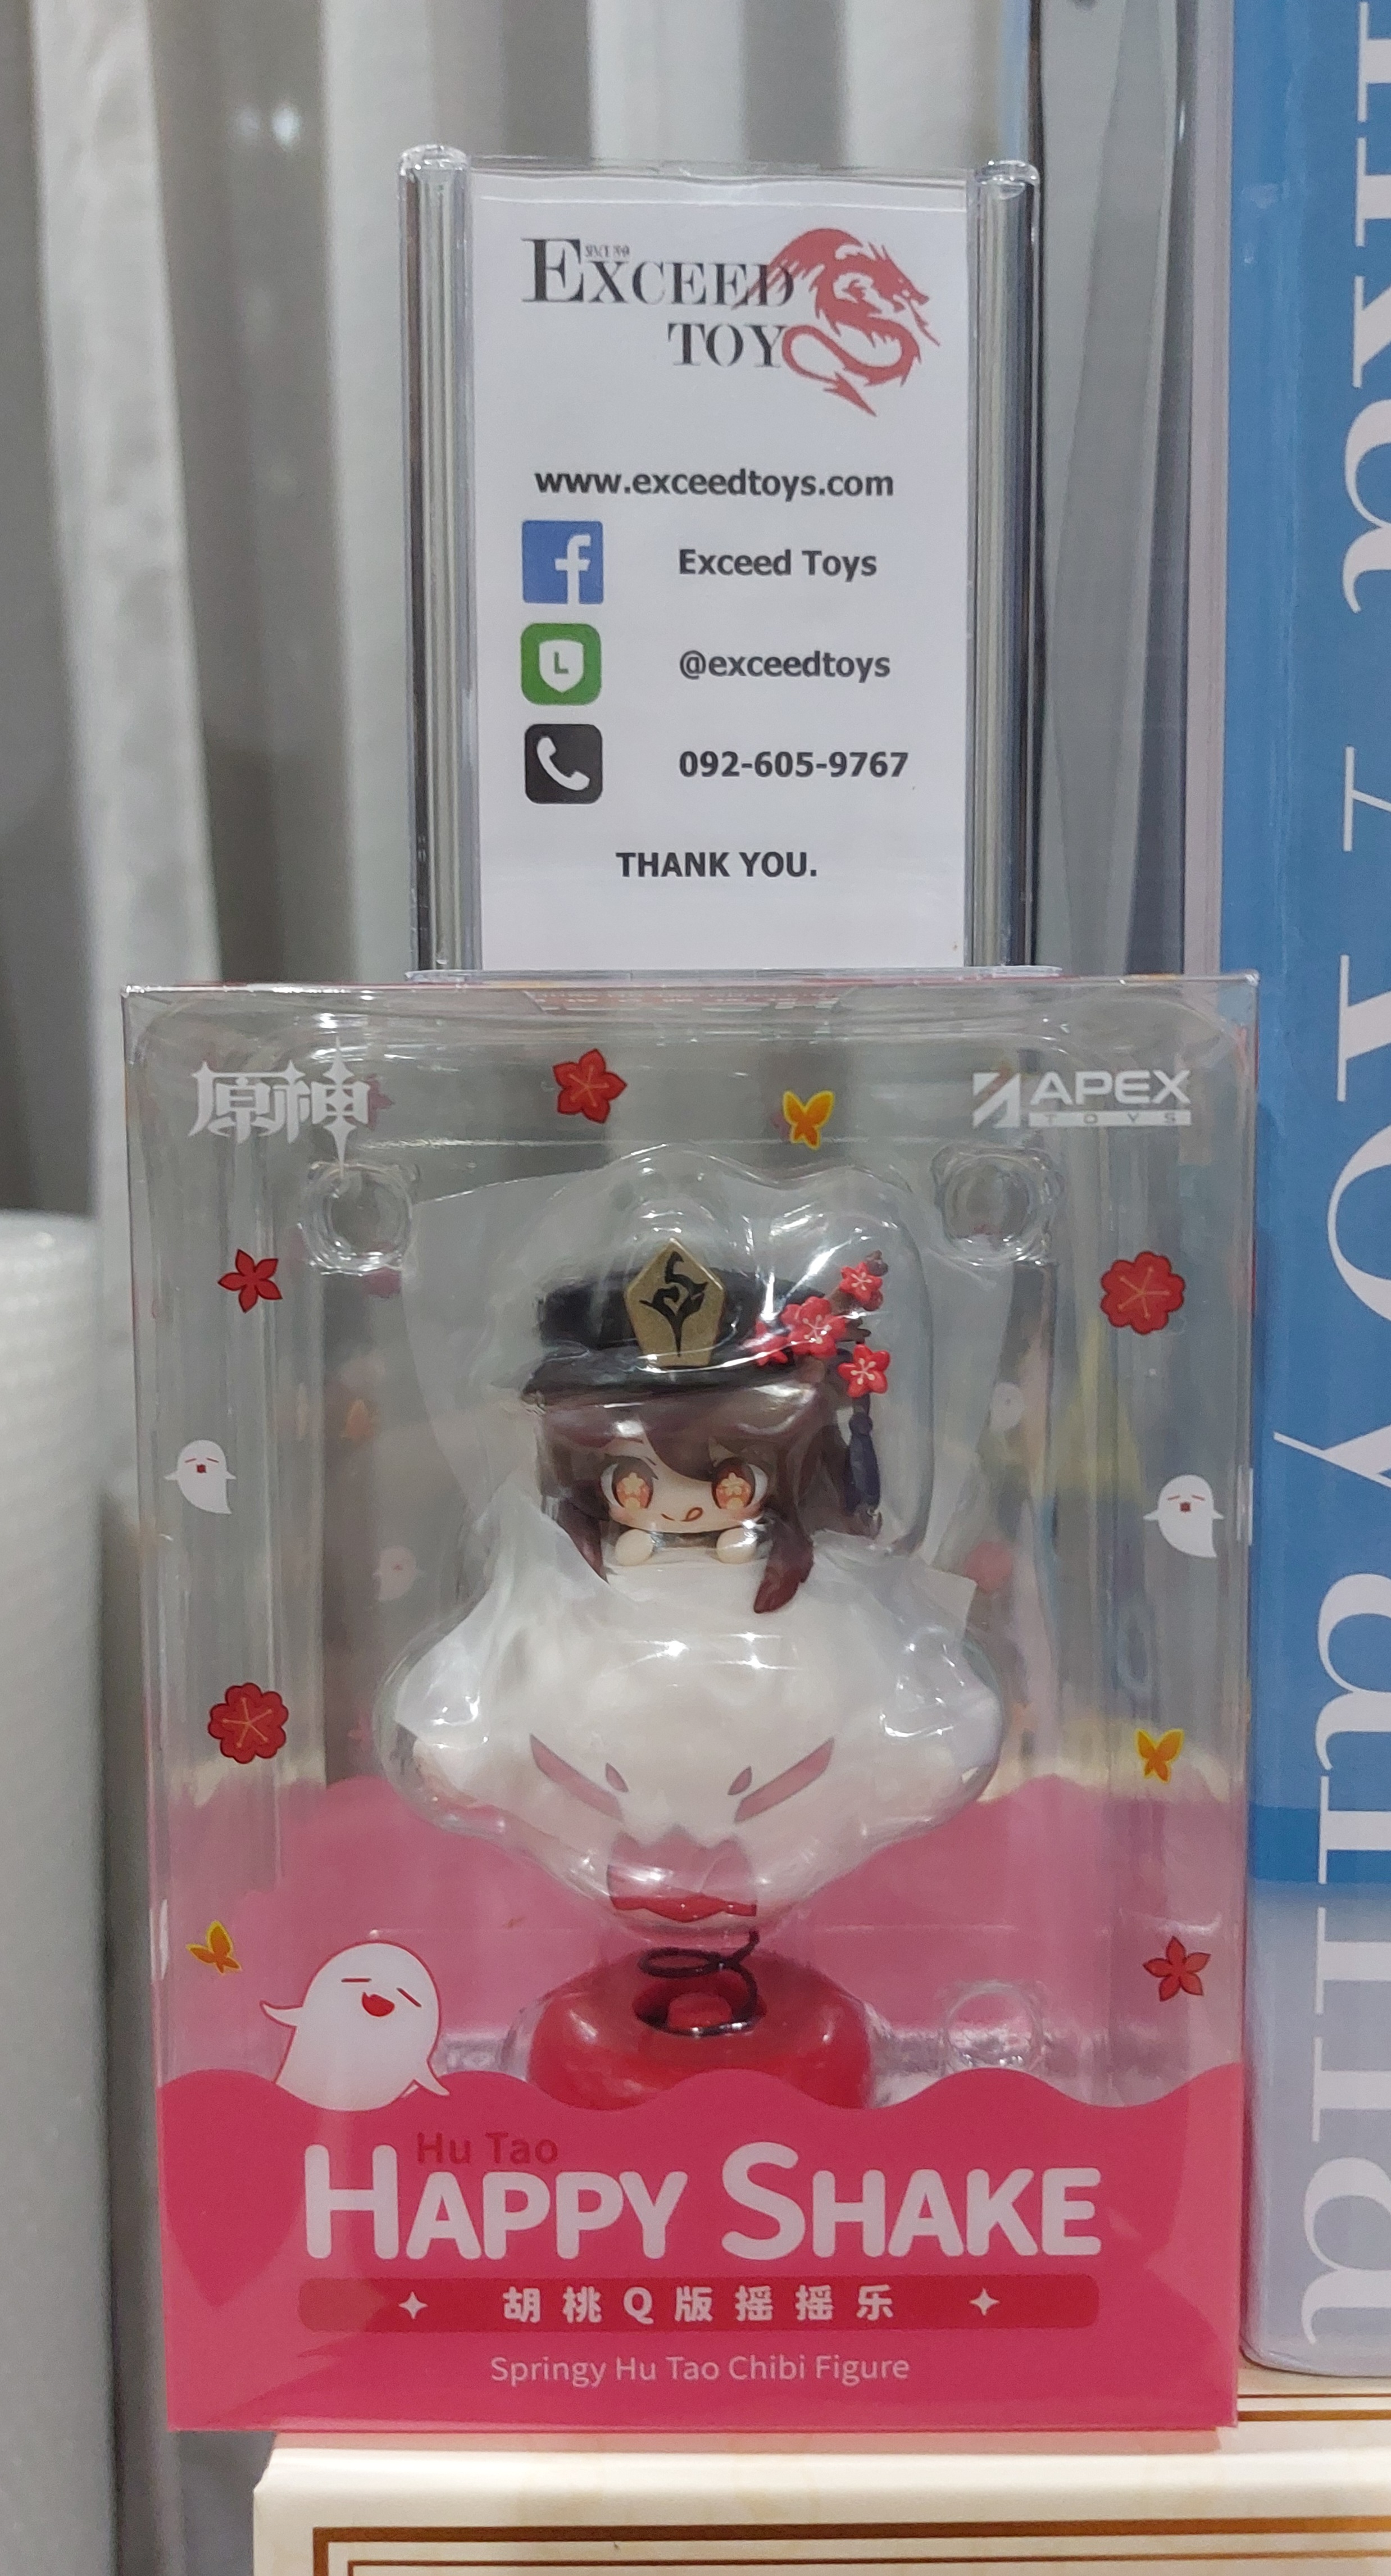 EXCEED
TOY
www.exceedtoys.com
Exceed Toys
@exceedtoys
092-605-9767
THANK YOU.
原神
APEX
TOYS
Hu Tao
HAPPY SHAKE
胡桃Q版摇摇乐
Springy Hu Tao Chibi Figure